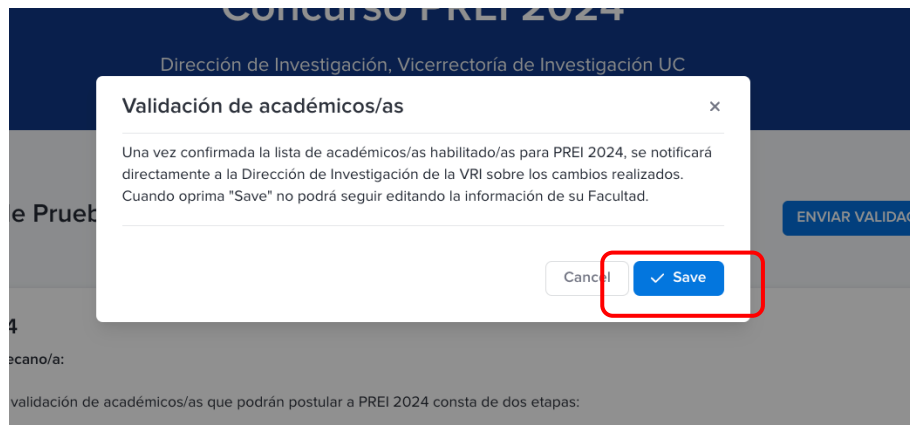 Concurso PREI 2024
Dirección de Investigación, Vicerrectoría de Investigación UC
Validación de académicos/as
×
Una vez confirmada la lista de académicos/as habilitado/as para PREI 2024, se notificará
directamente a la Dirección de Investigación de la VRI sobre los cambios realizados.
Cuando oprima "Save" no podrá seguir editando la información de su Facultad.
e Prueb
ENVIAR VALIDAC
Cancel
Save
4
ecano/a:
validación de académicos/as que podrán postular a PREI 2024 consta de dos etapas: